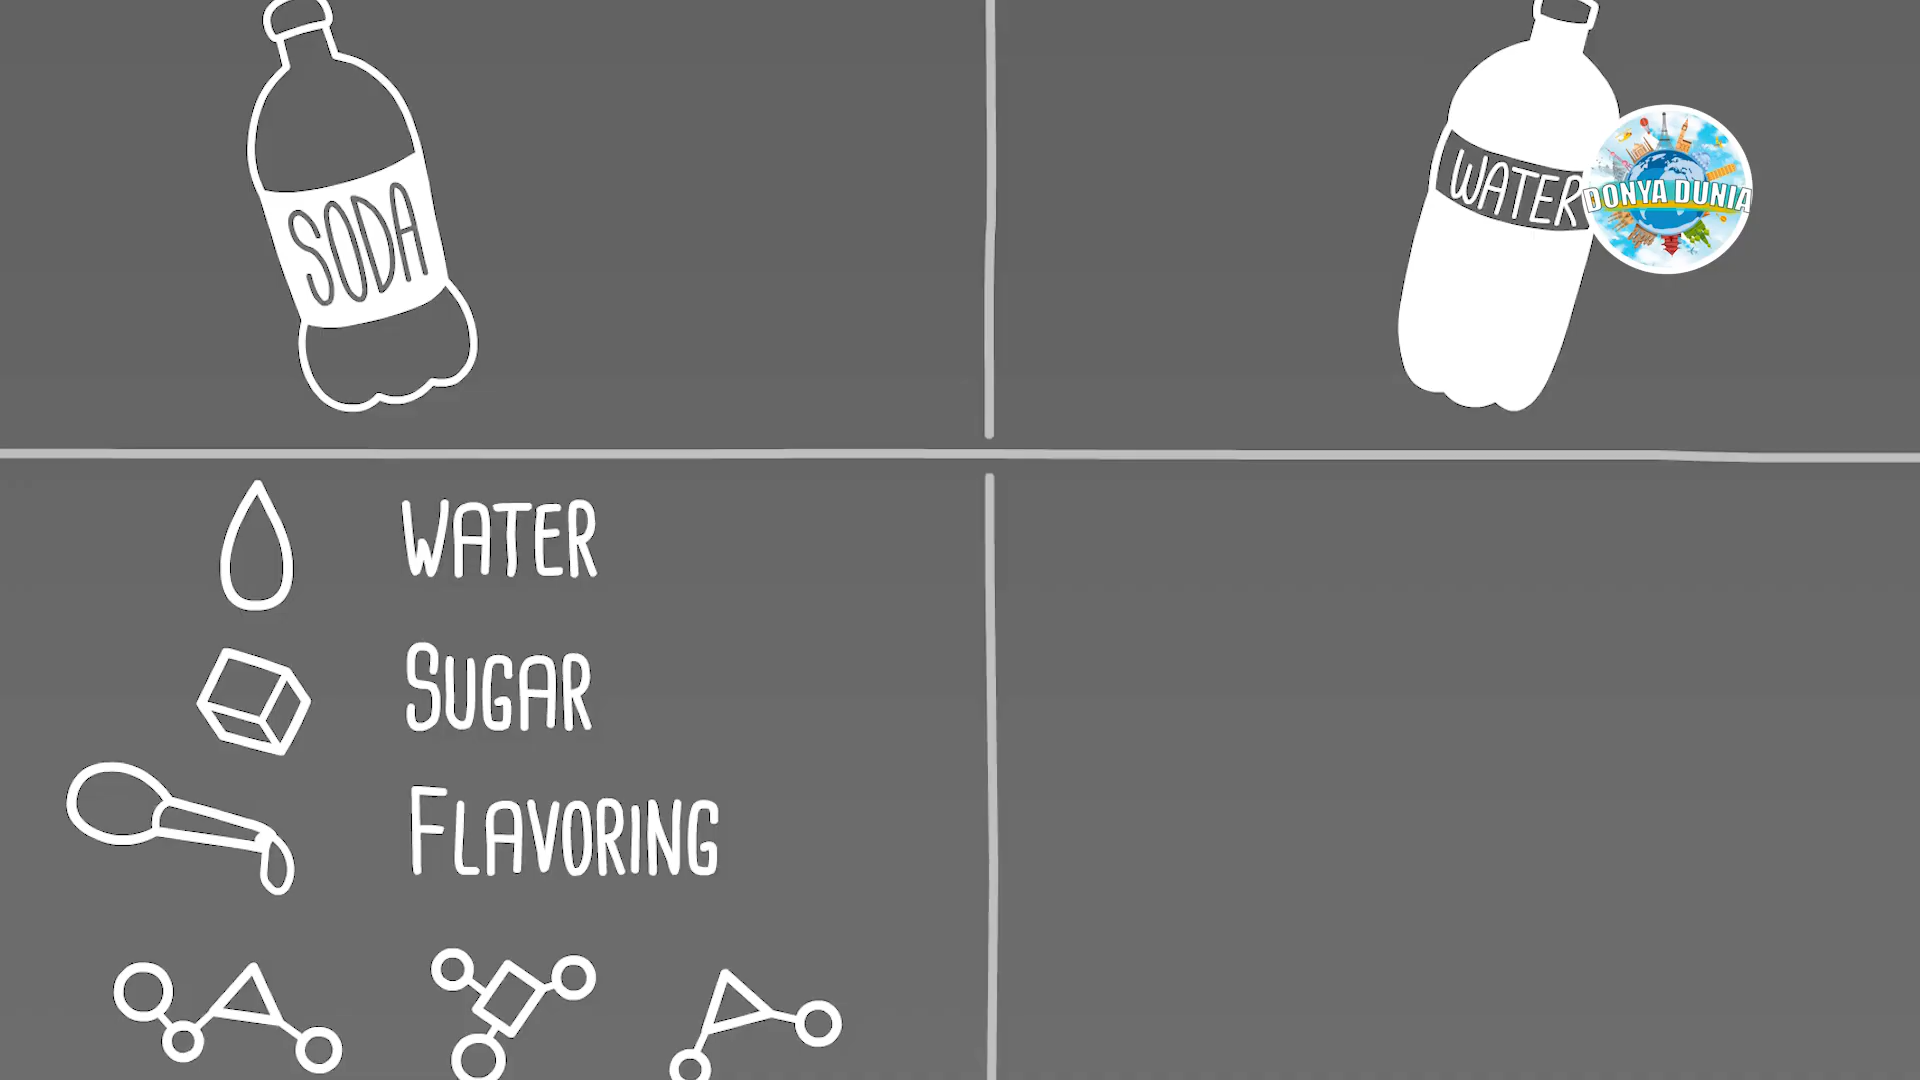 SODA
WATER
DONYA DUNIA
WATER
SUGAR
FLAVORING